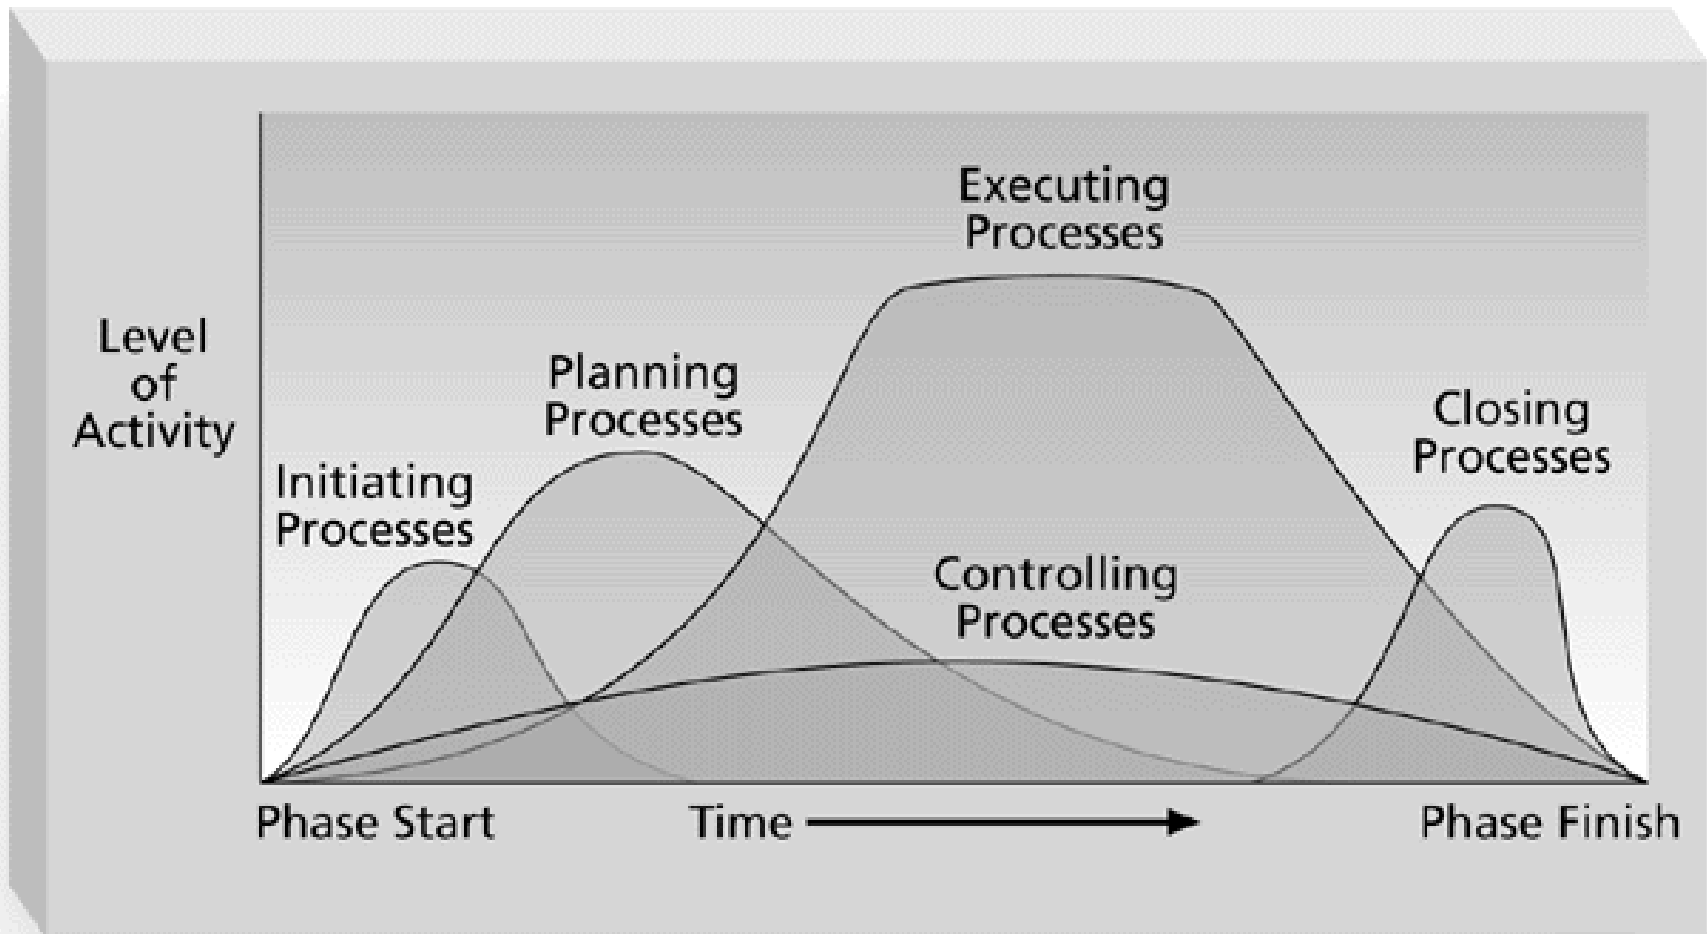 Executing
Processes
Level
of
Activity
Planning
Processes
Closing
Processes
Initiating
Processes
Controlling
Processes
Phase Start
Time
Phase Finish